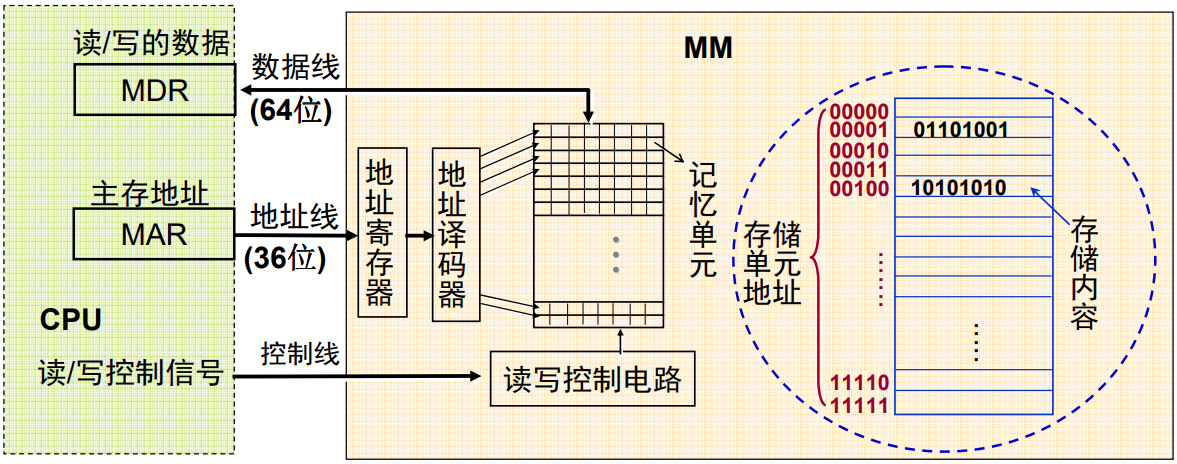 读/写的数据
MDR
数据线
(64位)
主存地址
MAR
地址线
(36位)
CPU
读/写控制信号
控制线
MM
地址寄存器
地址译码器
记忆单元
读写控制电路
存储
单元
地址
00000
00001 01101001
00010
00011
00100 10101010
11110
11111
存储内容